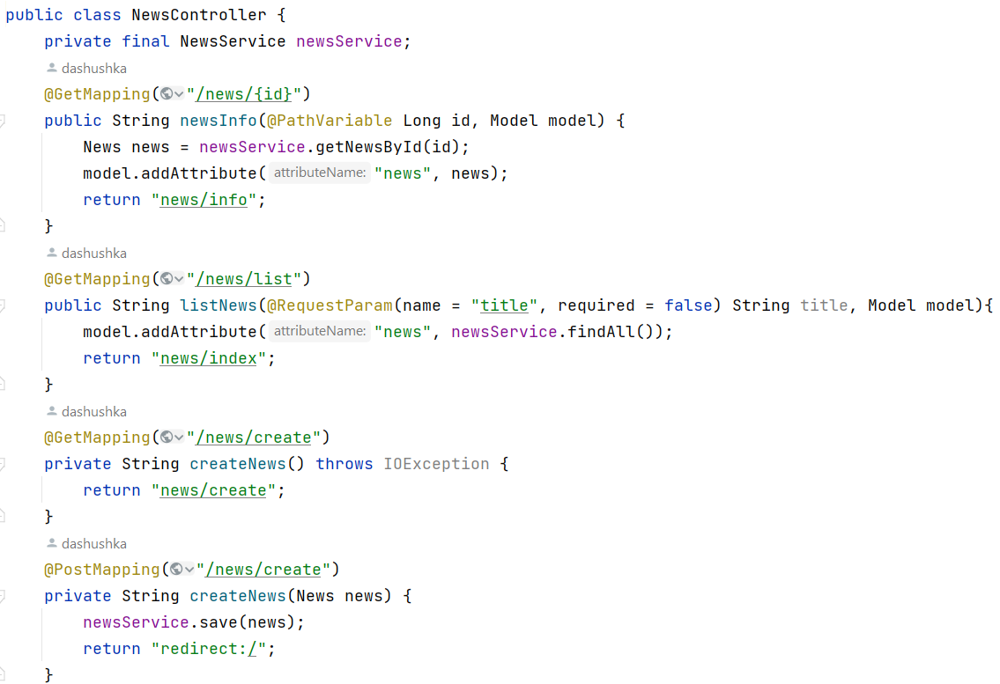 public class NewsController {
    private final NewsService newsService;
    dashushka
    @GetMapping("/news/{id}")
    public String newsInfo(@PathVariable Long id, Model model) {
        News news = newsService.getNewsById(id);
        model.addAttribute( attributeName: "news", news);
        return "news/info";
    }
    dashushka
    @GetMapping("/news/list")
    public String listNews(@RequestParam(name = "title", required = false) String title, Model model){
        model.addAttribute( attributeName: "news", newsService.findAll());
        return "news/index";
    }
    dashushka
    @GetMapping("/news/create")
    private String createNews() throws IOException {
        return "news/create";
    }
    dashushka
    @PostMapping("/news/create")
    private String createNews(News news) {
        newsService.save(news);
        return "redirect:/";
    }